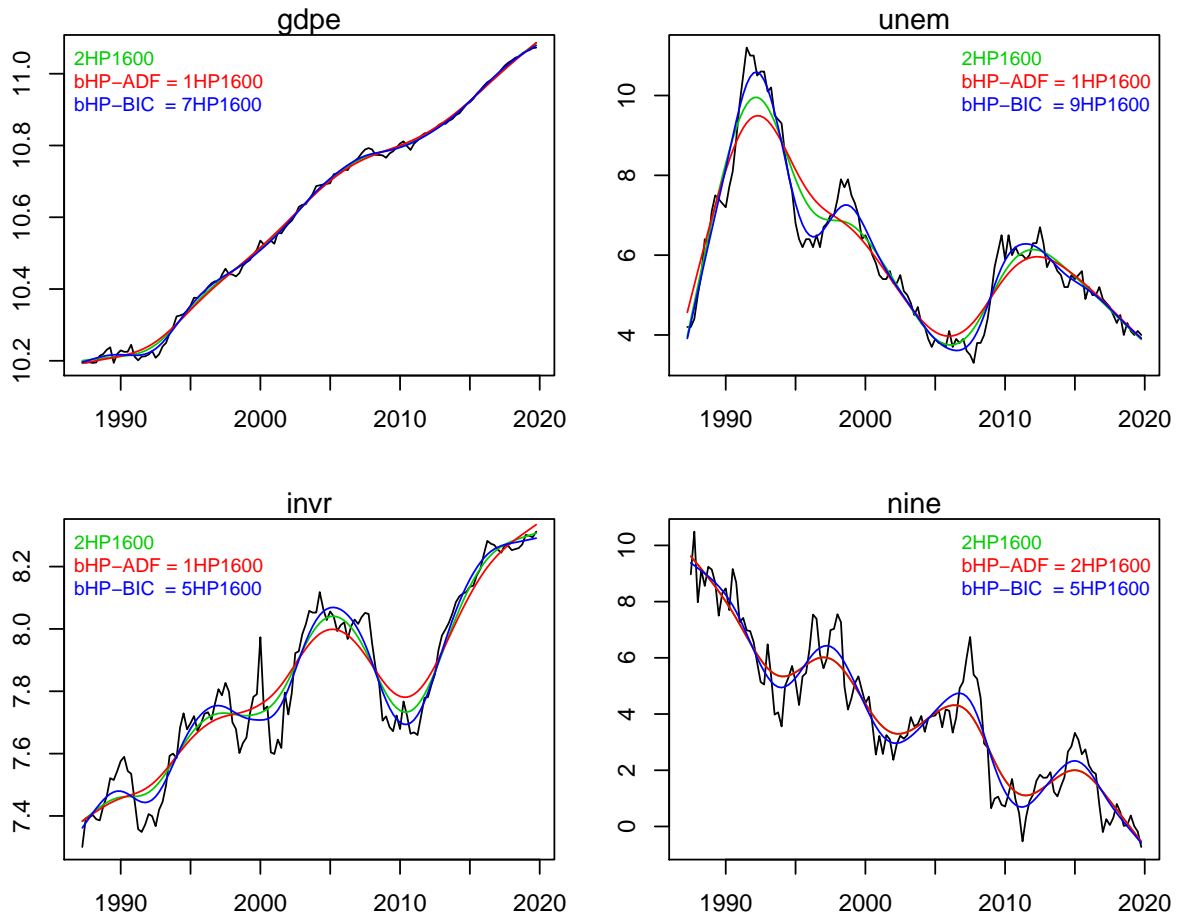 gdpe
2HP1600
bHP−ADF = 1HP1600
bHP−BIC = 7HP1600
11.0
10.8
10.6
10.4
10.2
1990 2000 2010 2020
unem
2HP1600
bHP−ADF = 1HP1600
bHP−BIC = 9HP1600
10
8
6
4
1990 2000 2010 2020
invr
2HP1600
bHP−ADF = 1HP1600
bHP−BIC = 5HP1600
8.2
8.0
7.8
7.6
7.4
1990 2000 2010 2020
nine
2HP1600
bHP−ADF = 2HP1600
bHP−BIC = 5HP1600
10
8
6
4
2
0
1990 2000 2010 2020